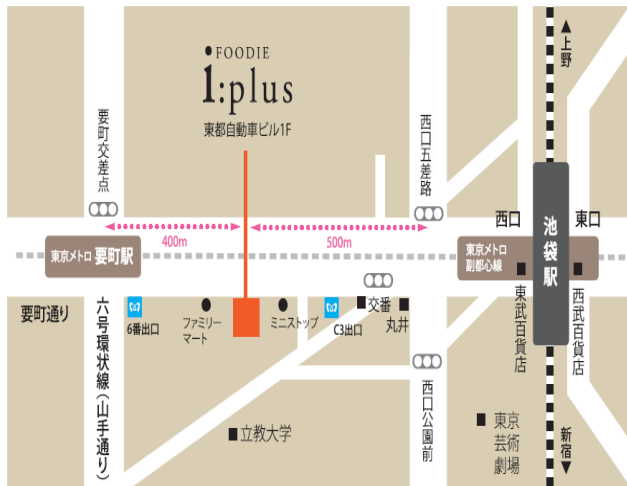 FOODIE
i:plus
東都自動車ビル1F
▲上野
要町交差点
西口五差路
400m
500m
西口
東口
池袋駅
東京メトロ 要町駅
東京メトロ
副都心線
要町通り
6番出口
ファミリー
マート
ミニストップ
C3出口
交番
丸井
東武百貨店
西武百貨店
六号環状線(山手通り)
西口公園前
立教大学
東京
芸術
劇場
新宿▼